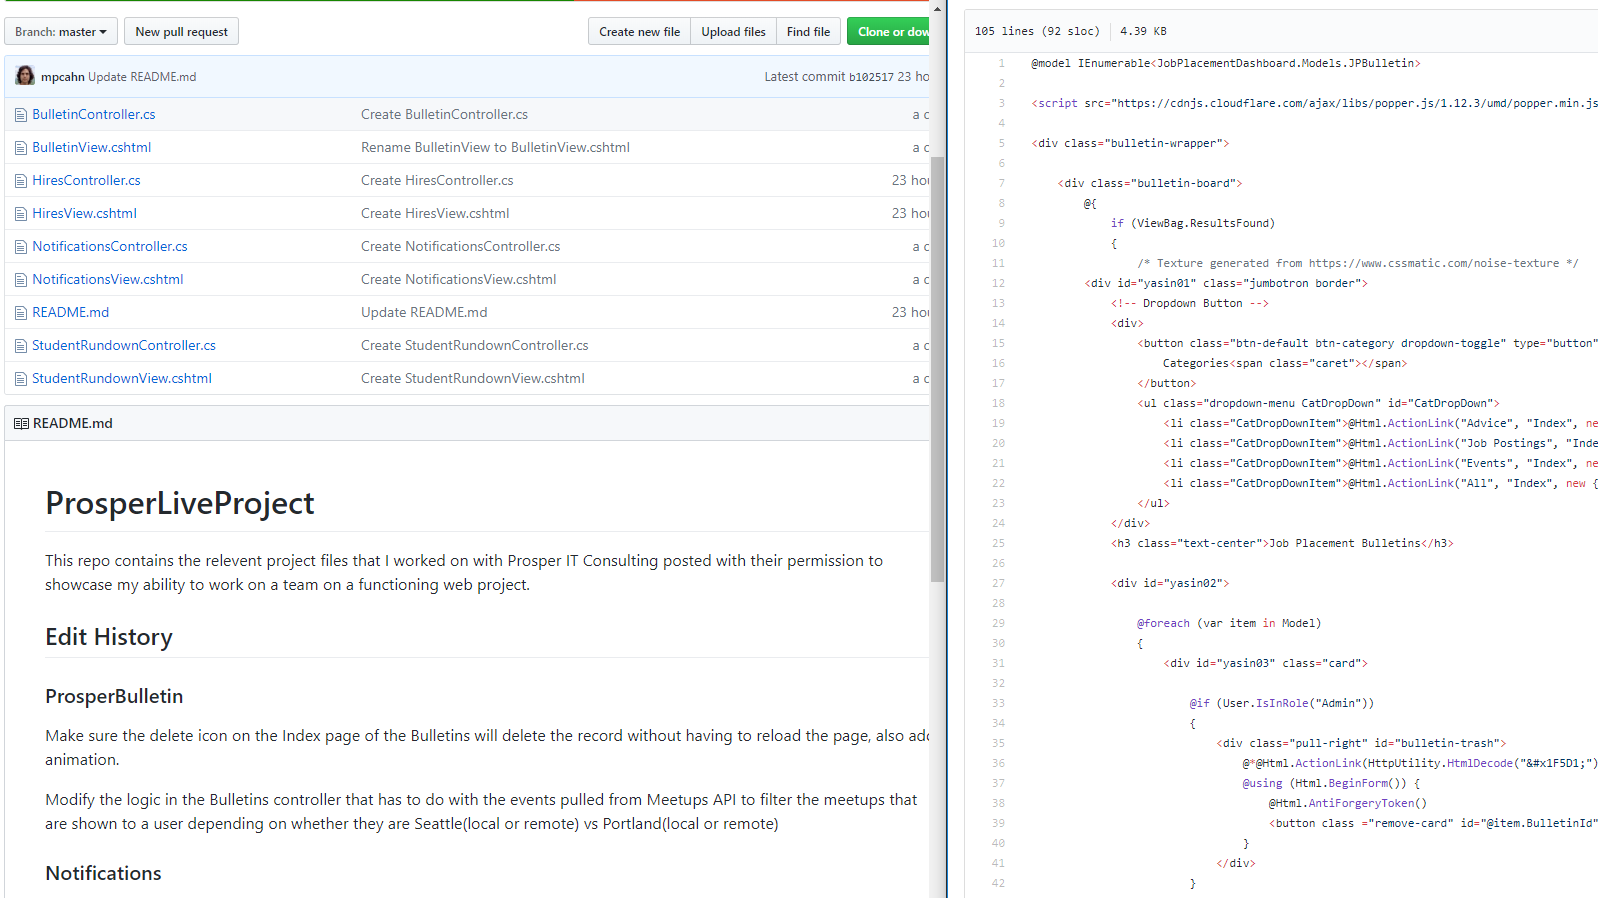 Branch: master
New pull request
Create new file
Upload files
Find file
Clone or dow
mpcahn Update README.md
Latest commit b102517 23 ho
BulletinController.cs Create BulletinController.cs a d
BulletinView.cshtml Rename BulletinView to BulletinView.cshtml a d
HiresController.cs Create HiresController.cs 23 hou
HiresView.cshtml Create HiresView.cshtml 23 hou
NotificationsController.cs Create NotificationsController.cs a d
NotificationsView.cshtml Create NotificationsView.cshtml a d
README.md Update README.md 23 hou
StudentRundownController.cs Create StudentRundownController.cs a d
StudentRundownView.cshtml Create StudentRundownView.cshtml a d
README.md
ProsperLiveProject
This repo contains the relevent project files that I worked on with Prosper IT Consulting posted with their permission to
showcase my ability to work on a team on a functioning web project.
Edit History
ProsperBulletin
Make sure the delete icon on the Index page of the Bulletins will delete the record without having to reload the page, also add
animation.
Modify the logic in the Bulletins controller that has to do with the events pulled from Meetups API to filter the meetups that
are shown to a user depending on whether they are Seattle(local or remote) vs Portland(local or remote)
Notifications
105 lines (92 sloc) 4.39 KB
1 @model IEnumerable<JobPlacementDashboard.Models.JPBulletin>
2
3 <script src="https://cdnjs.cloudflare.com/ajax/libs/popper.js/1.12.3/umd/popper.min.js
4
5 <div class="bulletin-wrapper">
6
7 <div class="bulletin-board">
8 @{
9 if (ViewBag.ResultsFound)
10 {
11 /* Texture generated from https://www.cssmatic.com/noise-texture */
12 <div id="yasin01" class="jumbotron border">
13 <!-- Dropdown Button -->
14 <div>
15 <button class="btn-default btn-category dropdown-toggle" type="button"
16 Categories<span class="caret"></span>
17 </button>
18 <ul class="dropdown-menu CatDropDown" id="CatDropDown">
19 <li class="CatDropDownItem">@Html.ActionLink("Advice", "Index", ne
20 <li class="CatDropDownItem">@Html.ActionLink("Job Postings", "Inde
21 <li class="CatDropDownItem">@Html.ActionLink("Events", "Index", ne
22 <li class="CatDropDownItem">@Html.ActionLink("All", "Index", new {
23 </ul>
24 </div>
25 <h3 class="text-center">Job Placement Bulletins</h3>
26
27 <div id="yasin02">
28
29 @foreach (var item in Model)
30 {
31 <div id="yasin03" class="card">
32
33 @if (User.IsInRole("Admin"))
34 {
35 <div class="pull-right" id="bulletin-trash">
36 @*@Html.ActionLink(HttpUtility.HtmlDecode("&#x1F5D1;")
37 @using (Html.BeginForm()) {
38 @Html.AntiForgeryToken()
39 <button class ="remove-card" id="@item.BulletinId"
40 }
41 </div>
42 }